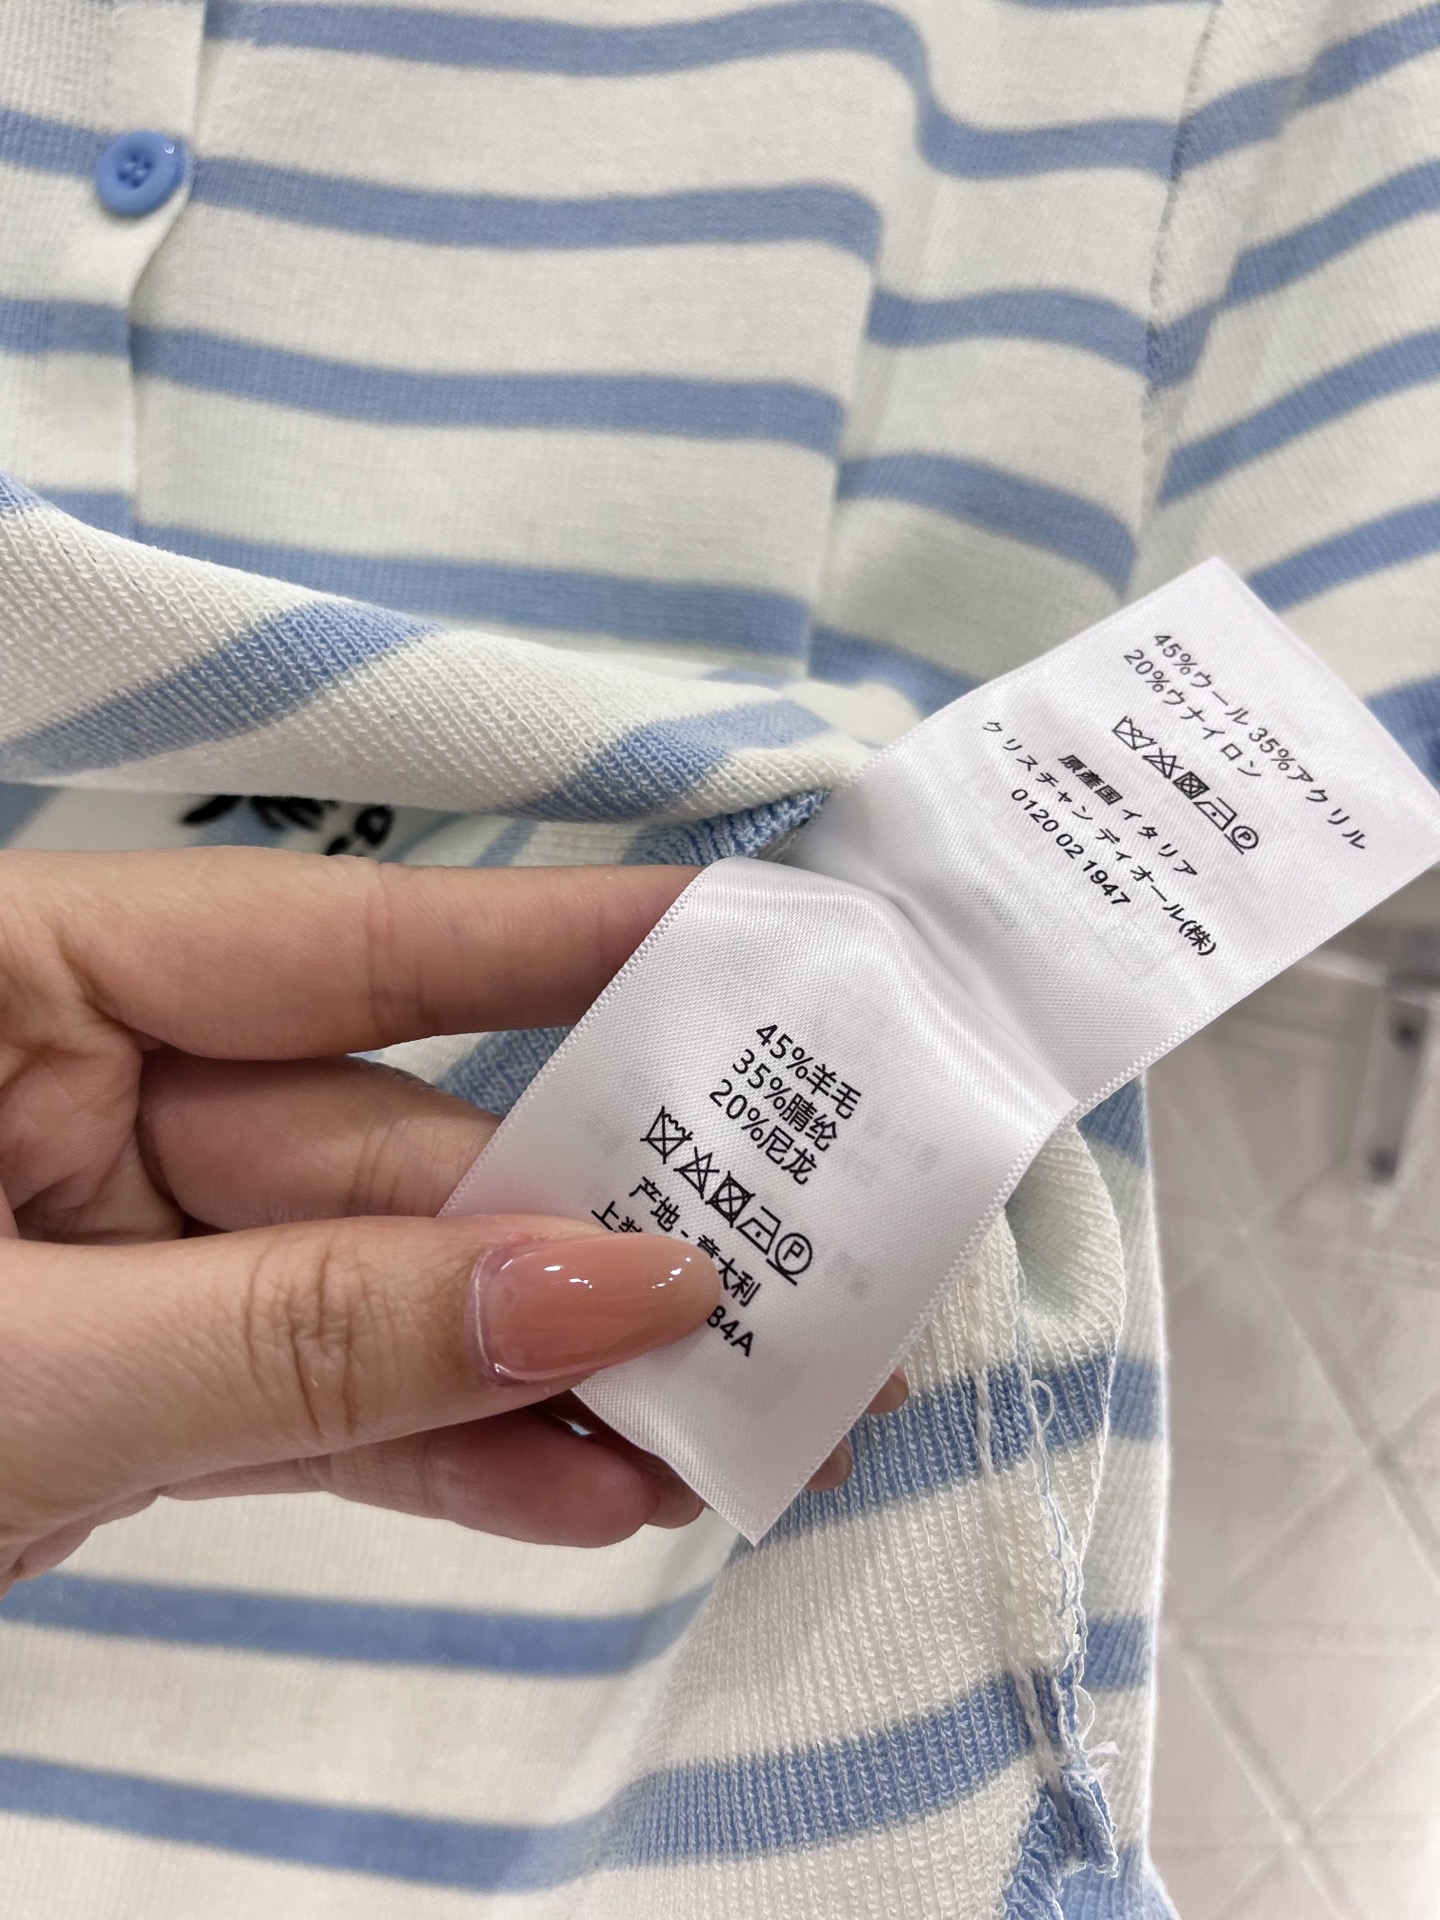 45%ウール 35%アクリル
20%ウナイロン
P
原産国 イタリア
クリスチャン ディオール(株)
0120 02 1947
45%羊毛
35%腈纶
20%尼龙
P
产地 - 意大利
84A